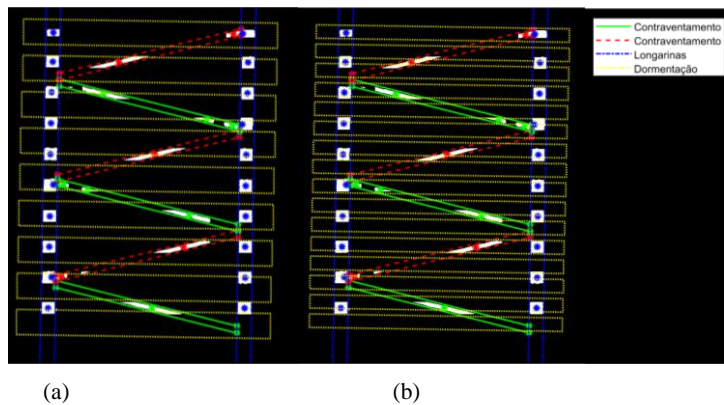 Contraventamento
Contraventamento
Longarinas
Dormentação
(a)
(b)